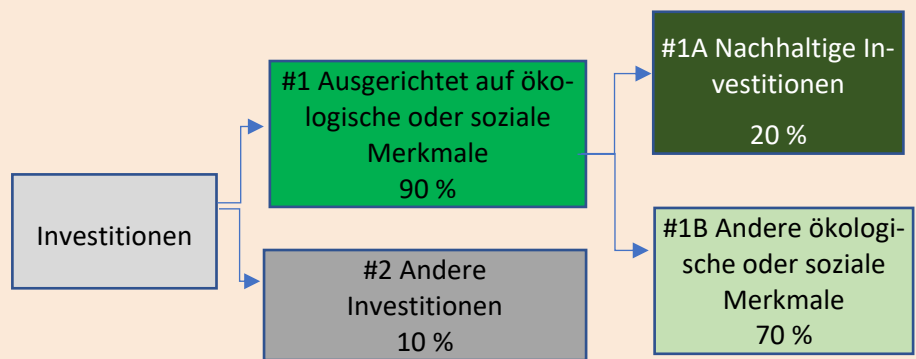 Investitionen
#1 Ausgerichtet auf öko-
logische oder soziale
Merkmale
90 %
#2 Andere
Investitionen
10 %
#1A Nachhaltige In-
vestitionen
20 %
#1B Andere ökologi-
sche oder soziale
Merkmale
70 %